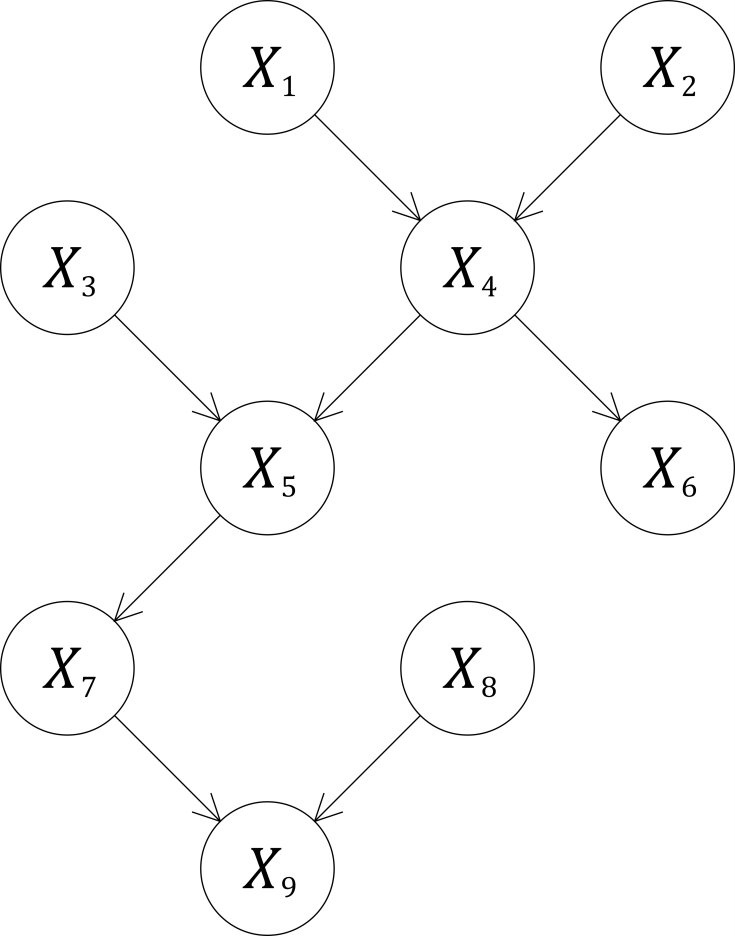 X₁ X₂
X₃ X₄
X₅ X₆
X₇ X₈
X₉